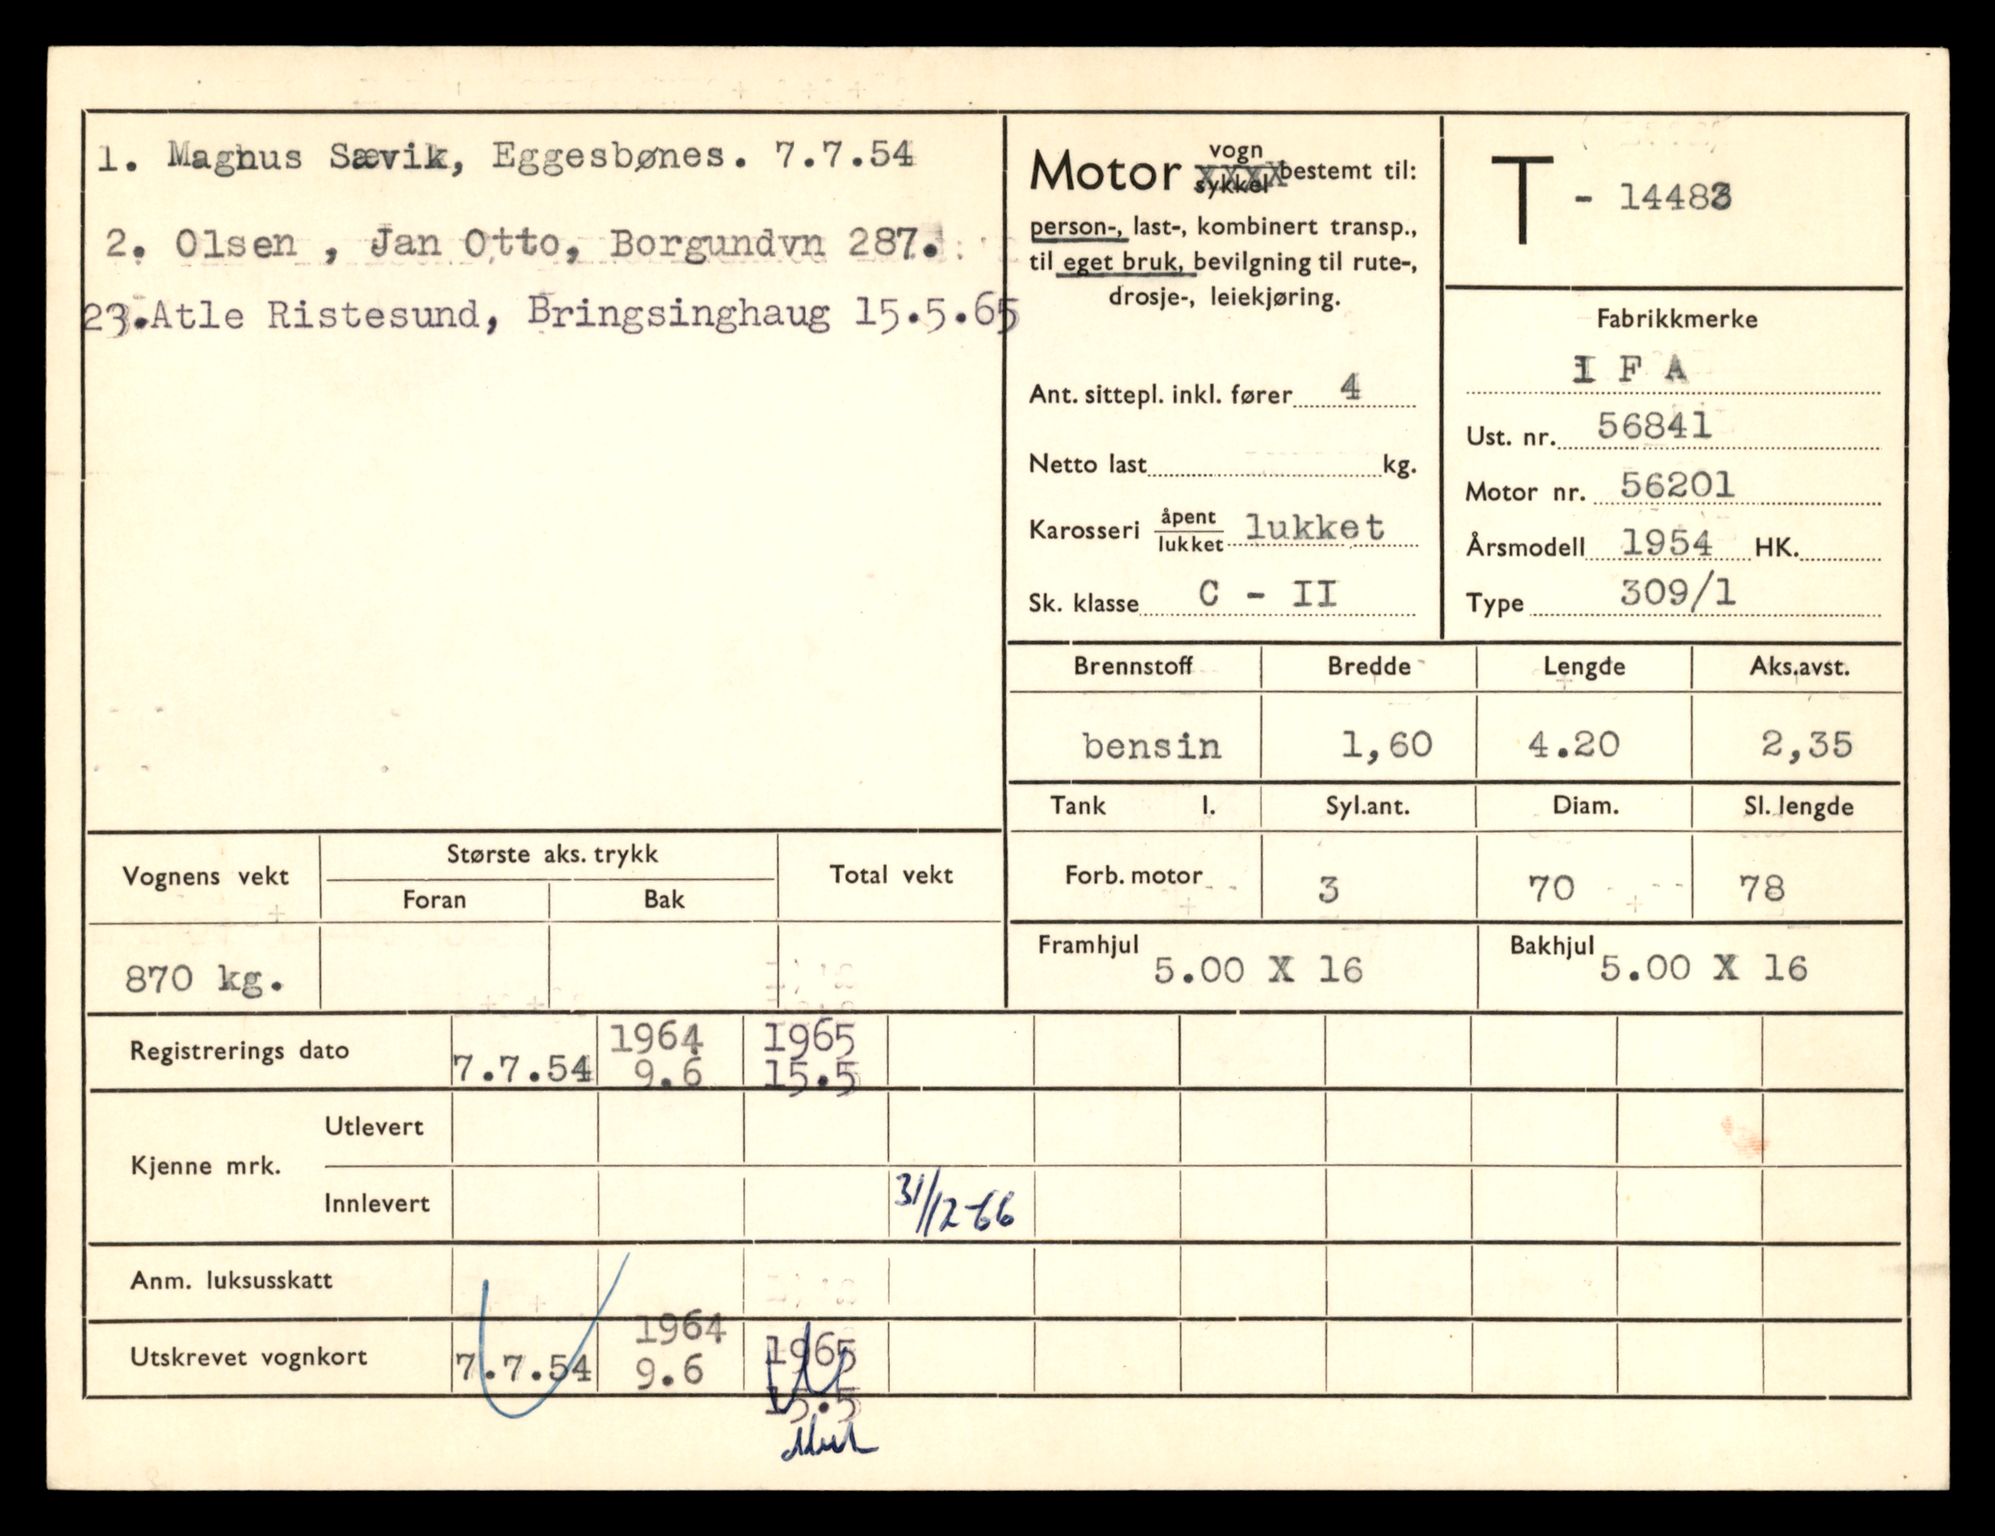 1. Magnus Sævik, Eggesbønes. 7.7.54
2. Olsen , Jan Otto, Borgundvn 287.
23.Atle Ristesund, Bringsinghaug 15.5.65
Motor vogn sykkel bestemt til:
person-, last-, kombinert transp.,
til eget bruk, bevilgning til rute-,
drosje-, leiekjøring.
Ant. sittepl. inkl. fører 4
Netto last kg.
Karosseri åpent lukket lukket
Sk. klasse C - II
T - 14483
Fabrikkmerke
I F A
Ust. nr. 56841
Motor nr. 56201
Årsmodell 1954 HK.
Type 309/1
Brennstoff Bredde Lengde Aks.avst.
bensin 1,60 4.20 2,35
Tank l. Syl.ant. Diam. Sl. lengde
Forb. motor 3 70 78
Framhjul 5.00 X 16 Bakhjul 5.00 X 16
Vognens vekt Største aks. trykk Total vekt
Foran Bak
870 kg.
Registrerings dato 7.7.54 1964 9.6 1965 15.5
Kjenne mrk. Utlevert
Innlevert 31/12-66
Anm. luksusskatt
Utskrevet vognkort 7.7.54 1964 9.6 1965 15.5